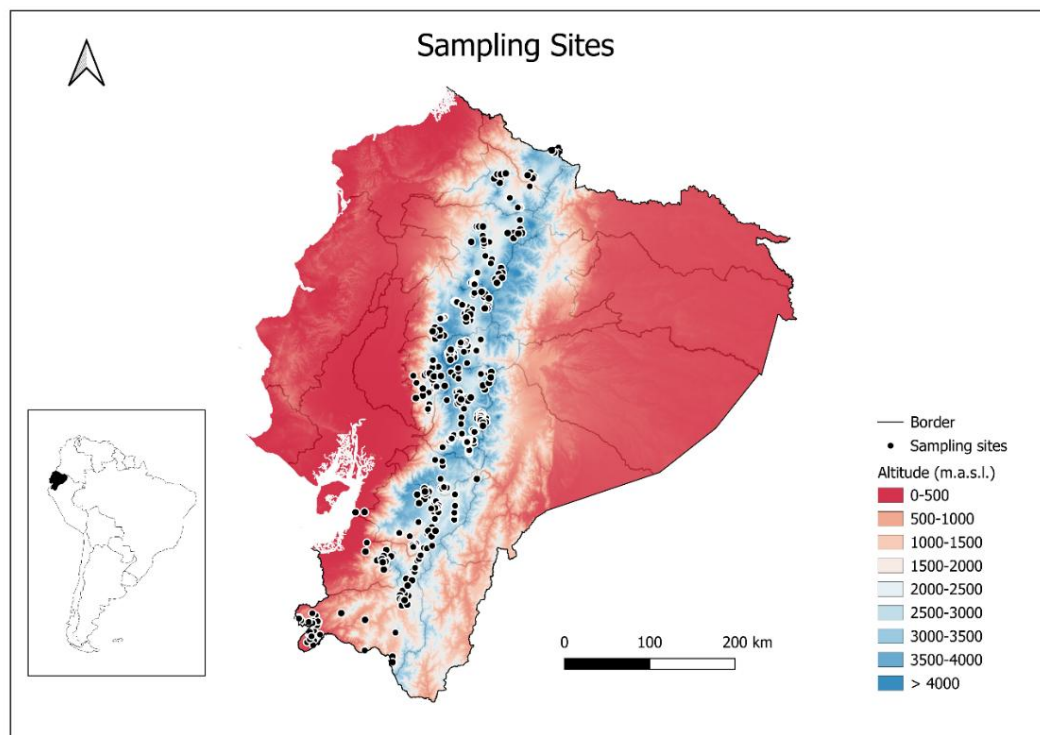 Sampling Sites
Border
Sampling sites
Altitude (m.a.s.l.)
0-500
500-1000
1000-1500
1500-2000
2000-2500
2500-3000
3000-3500
3500-4000
> 4000
0 100 200 km